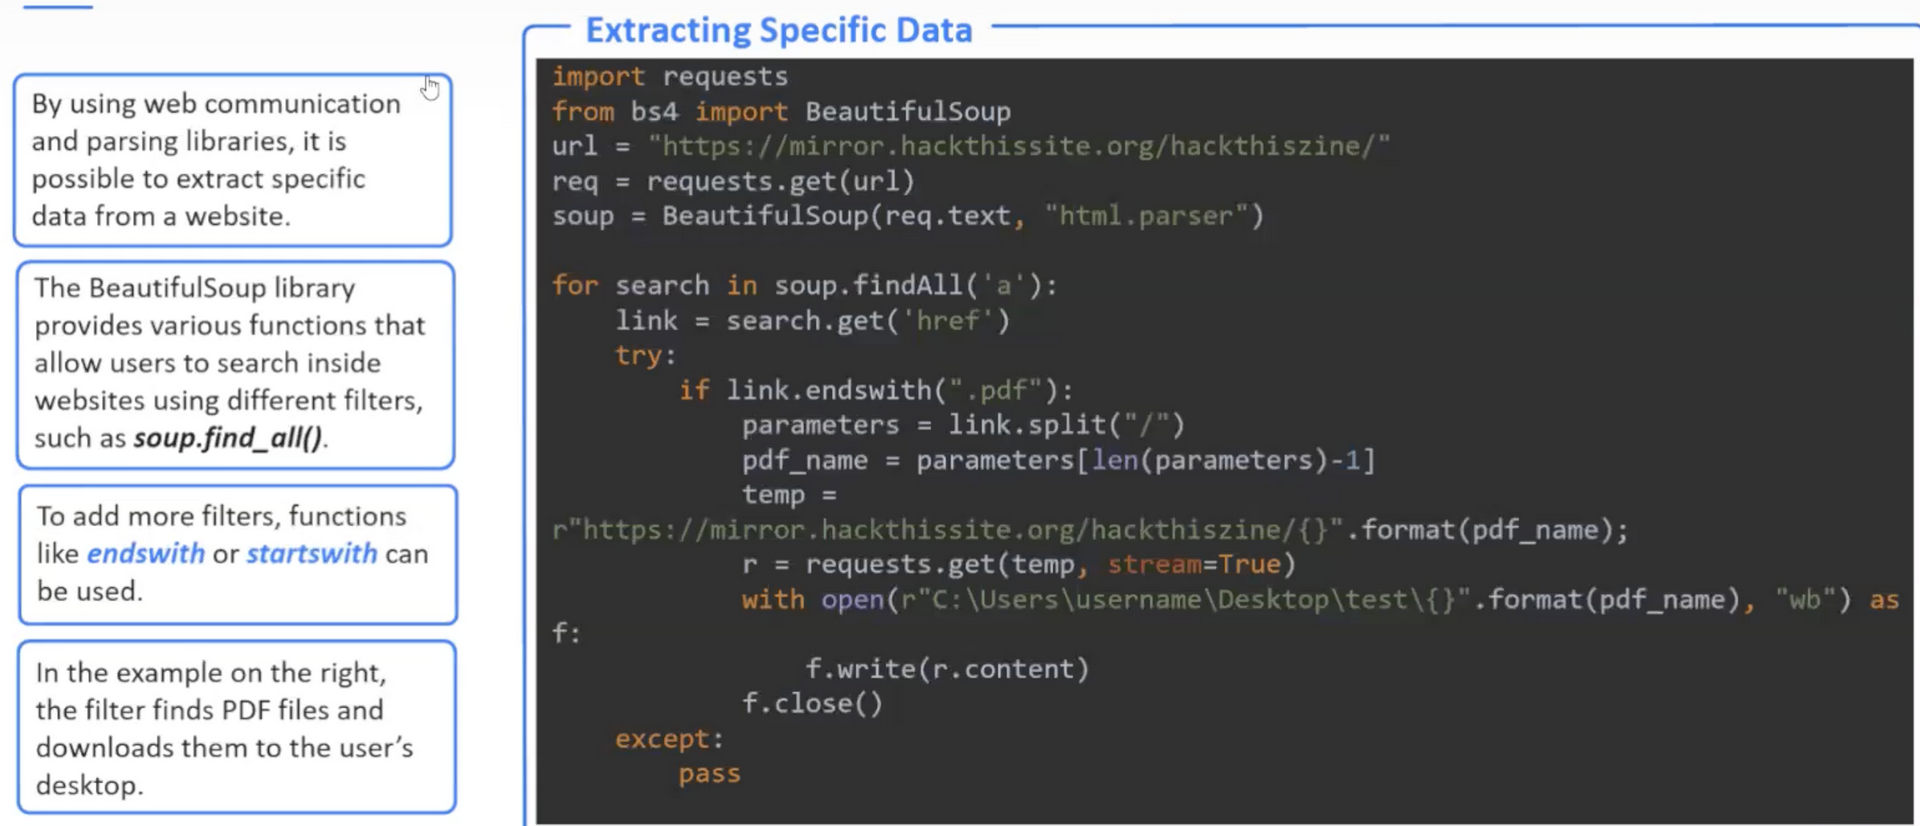 Extracting Specific Data
By using web communication
and parsing libraries, it is
possible to extract specific
data from a website.
The BeautifulSoup library
provides various functions that
allow users to search inside
websites using different filters,
such as soup.find_all().
To add more filters, functions
like endswith or startswith can
be used.
In the example on the right,
the filter finds PDF files and
downloads them to the user's
desktop.
import requests
from bs4 import BeautifulSoup
url = "https://mirror.hackthissite.org/hackthiszine/"
req = requests.get(url)
soup = BeautifulSoup(req.text, "html.parser")
for search in soup.findAll('a'):
    link = search.get('href')
    try:
        if link.endswith(".pdf"):
            parameters = link.split("/")
            pdf_name = parameters[len(parameters)-1]
            temp =
r"https://mirror.hackthissite.org/hackthiszine/{}".format(pdf_name);
            r = requests.get(temp, stream=True)
            with open(r"C:\Users\username\Desktop\test\{}".format(pdf_name), "wb") as
f:
                f.write(r.content)
            f.close()
    except:
        pass